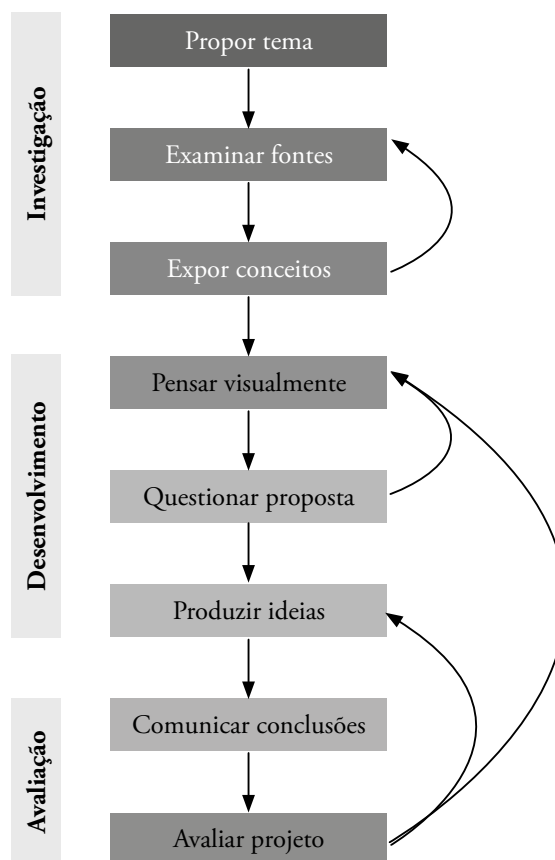 Investigação
Propor tema
Examinar fontes
Expor conceitos
Desenvolvimento
Pensar visualmente
Questionar proposta
Produzir ideias
Avaliação
Comunicar conclusões
Avaliar projeto